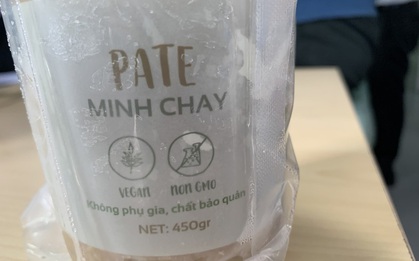 PATE
MINH CHAY
VEGAN NON GMO
Không phụ gia, chất bảo quản
NET: 450gr